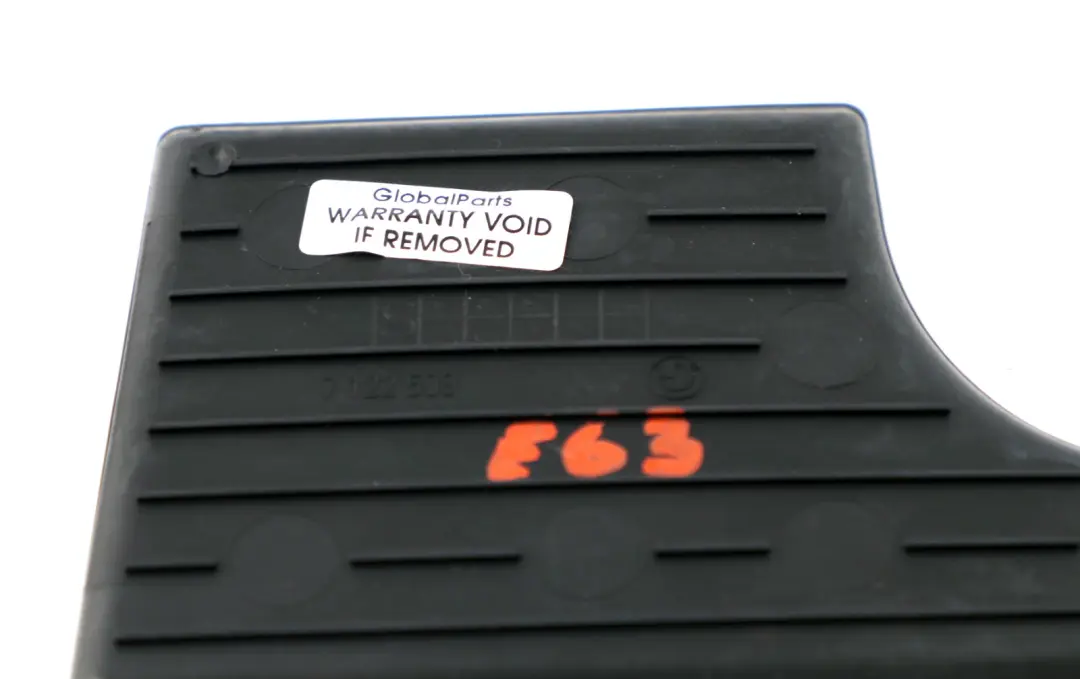 GlobalParts
WARRANTY VOID
IF REMOVED
E63